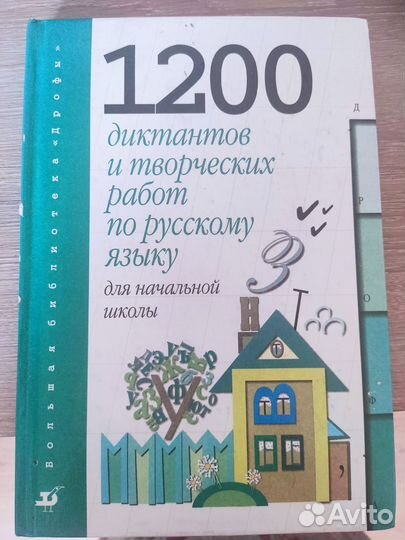 1200
диктантов
и творческих
работ
по русскому
языку
для начальной
школы
Большая библиотека «Дрофы»
Д
Р
О
Ф
Avito